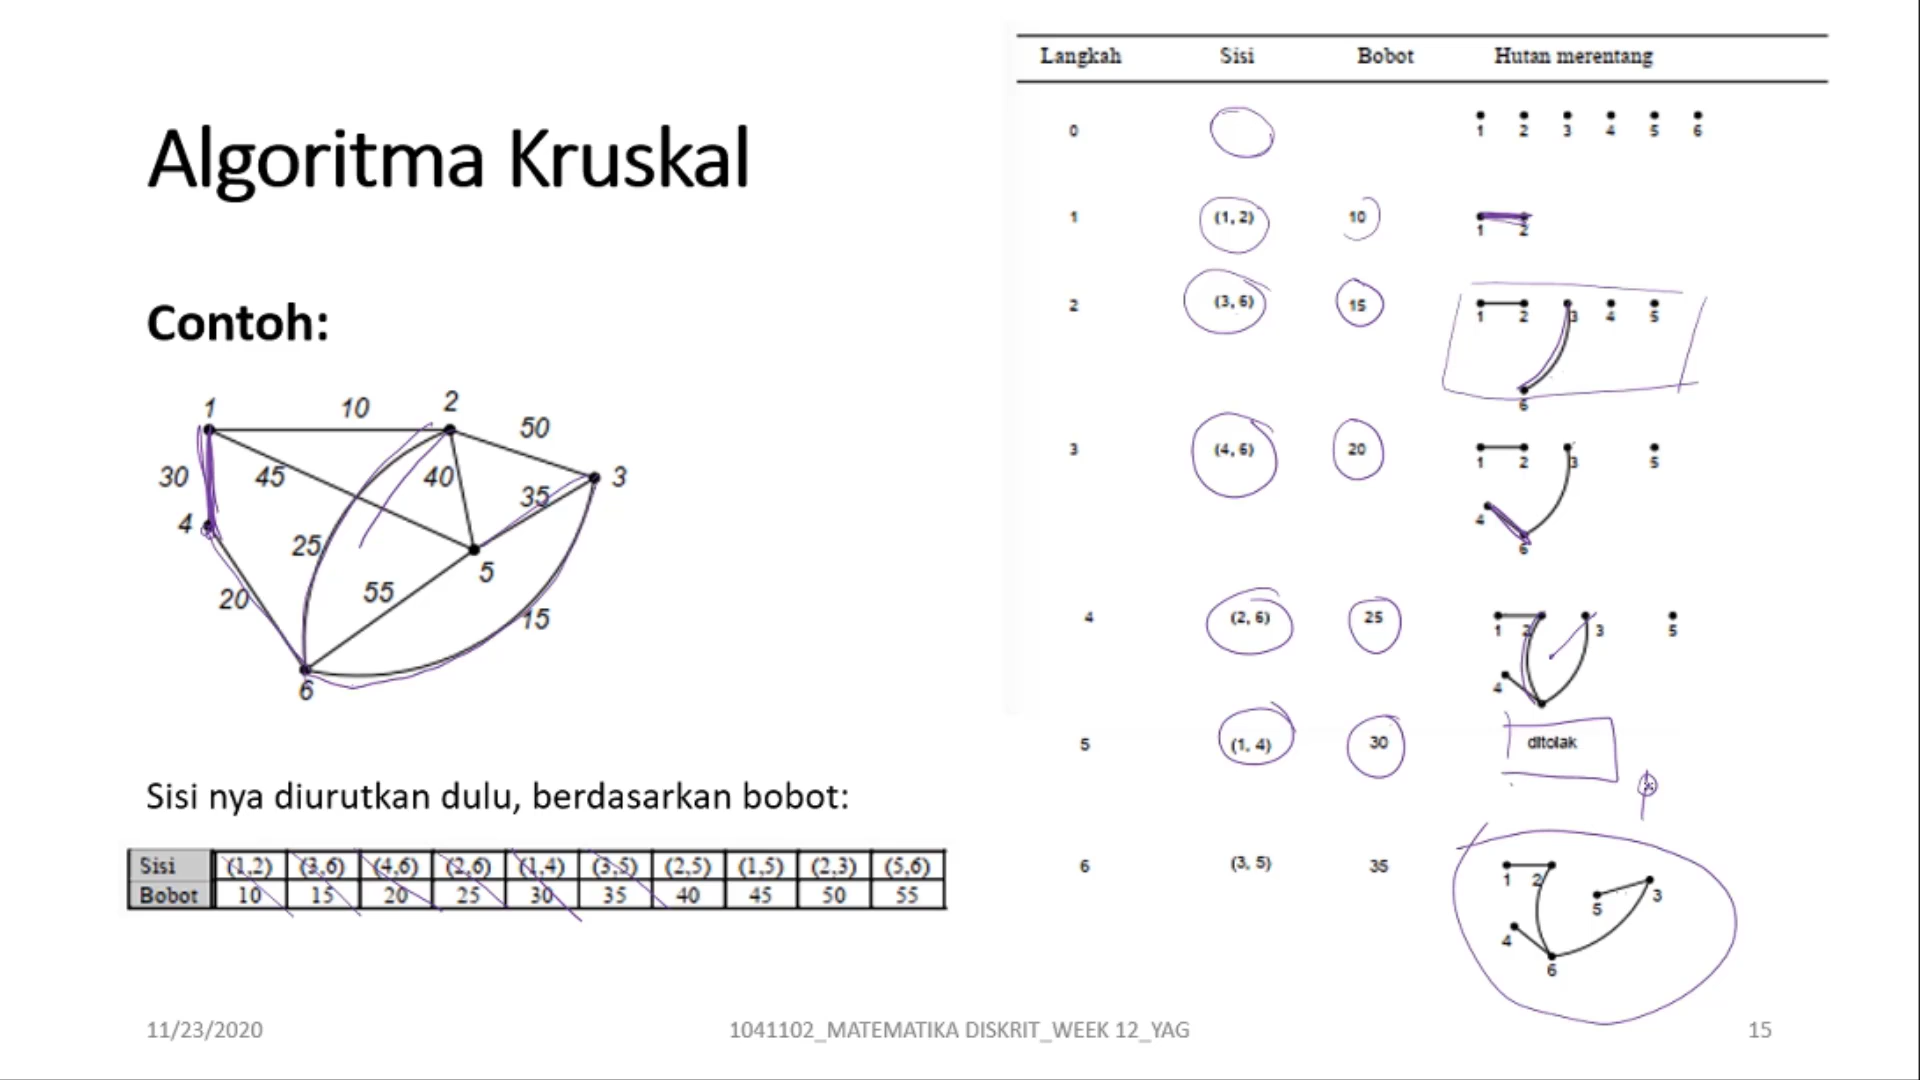 Algoritma Kruskal
Contoh:
1 10 2 50
30 45 40 35 3
4 25
20 55 5 15
6
Sisi nya diurutkan dulu, berdasarkan bobot:
Sisi (1,2) (3,6) (4,6) (2,6) (1,4) (3,5) (2,5) (1,5) (2,3) (5,6)
Bobot 10 15 20 25 30 35 40 45 50 55
Langkah Sisi Bobot Hutan merentang
0 1 2 3 4 5 6
1 (1, 2) 10 1 2
2 (3, 6) 15 1 2 3 4 5
6
3 (4, 6) 20 1 2 3 5
4
6
4 (2, 6) 25 1 2 3 5
4
5 (1, 4) 30 ditolak
6 (3, 5) 35 1 2 5 3
4
6
11/23/2020 1041102_MATEMATIKA DISKRIT_WEEK 12_YAG 15